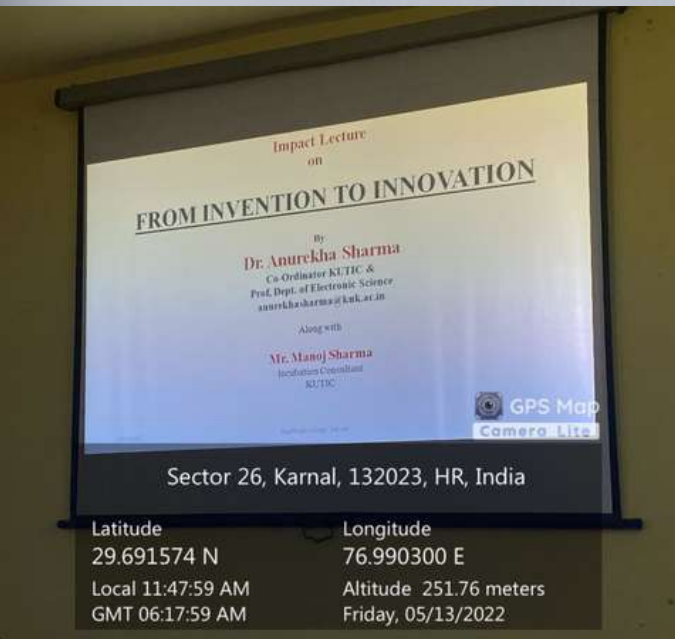 Impact Lecture
on
FROM INVENTION TO INNOVATION
By
Dr. Anurekha Sharma
Co-Ordinator KUTIC &
Prof, Dept. of Electronic Science
anurekhasharma@kuk.ac.in
Along with
Mr. Manoj Sharma
Incubation Consultant
KUTIC
GPS Map
Camera Lite
Sector 26, Karnal, 132023, HR, India
Latitude Longitude
29.691574 N 76.990300 E
Local 11:47:59 AM Altitude 251.76 meters
GMT 06:17:59 AM Friday, 05/13/2022